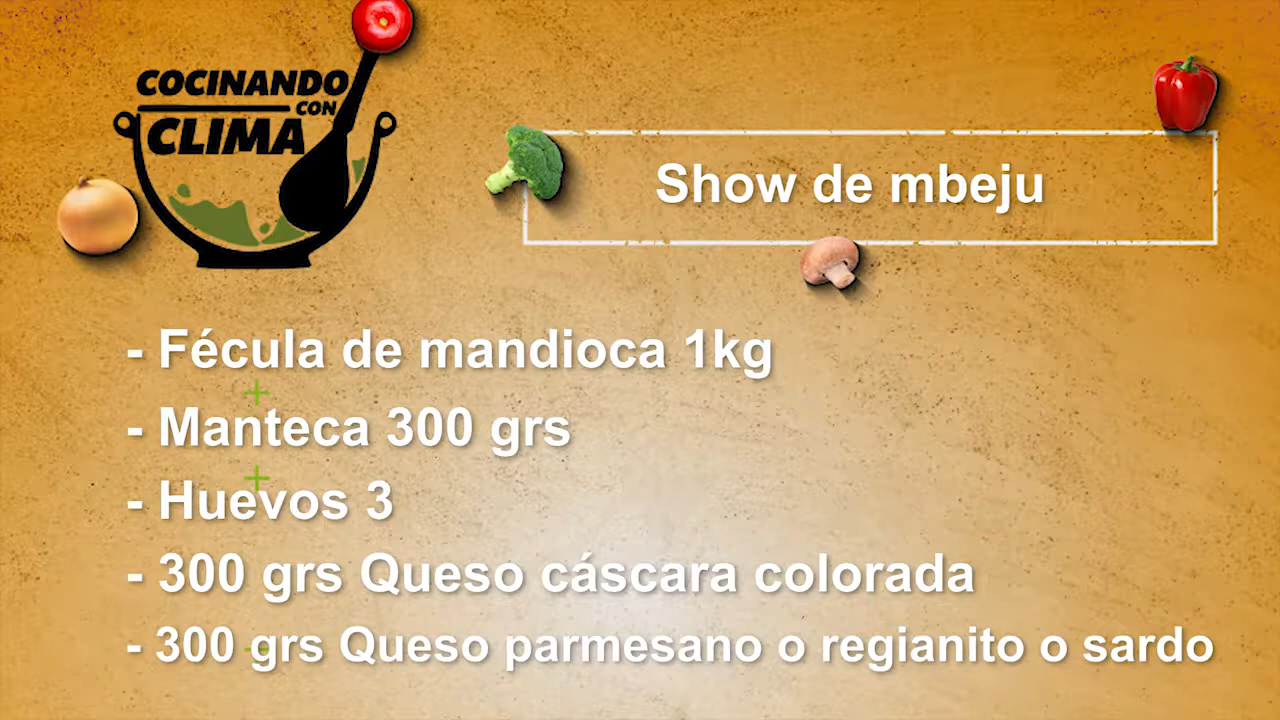 COCINANDO
CON
CLIMA
Show de mbeju
- Fécula de mandioca 1kg
- Manteca 300 grs
- Huevos 3
- 300 grs Queso cáscara colorada
- 300 grs Queso parmesano o regianito o sardo